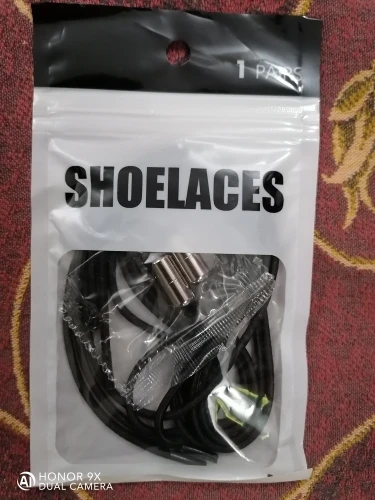 1 PAIRS
SHOELACES
HONOR 9X
DUAL CAMERA